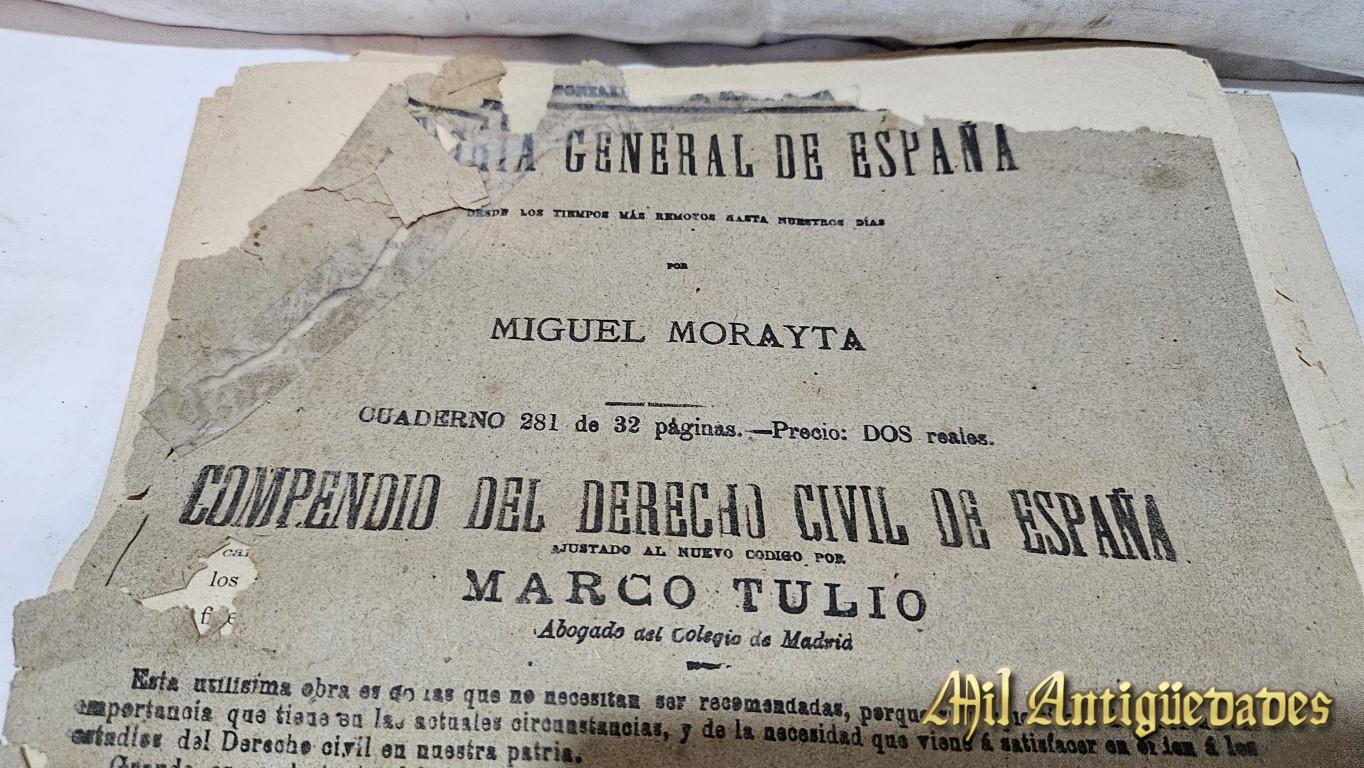 GENERAL DE ESPAÑA
DESDE LOS TIEMPOS MÁS REMOTOS HASTA NUESTROS DÍAS
POR
MIGUEL MORAYTA
CUADERNO 281 de 32 páginas.—Precio: DOS reales.
COMPENDIO DEL DERECHO CIVIL DE ESPAÑA
AJUSTADO AL NUEVO CODIGO POR
MARCO TULIO
Abogado del Colegio de Madrid
los
Esta utilisima obra es de las que no necesitan ser recomendadas, porque
importancia que tiene en las actuales circunstancias, y de la necesidad que viene á satisfacer en orden á los
estudios del Derecho civil en nuestra patria.
Mil Antigüedades